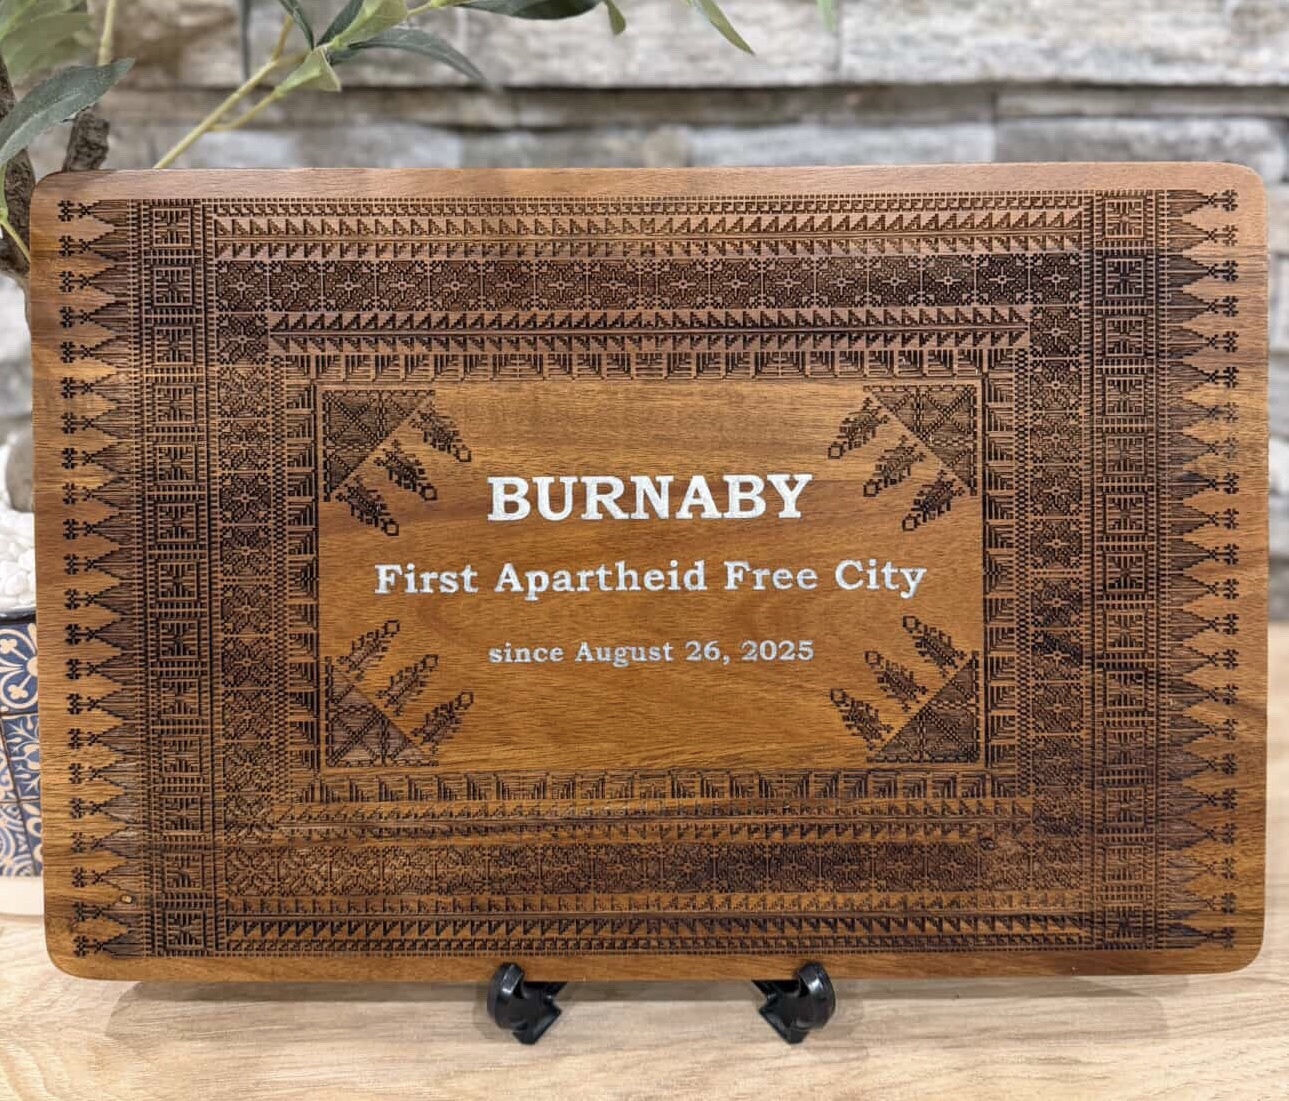 BURNABY
First Apartheid Free City
since August 26, 2025